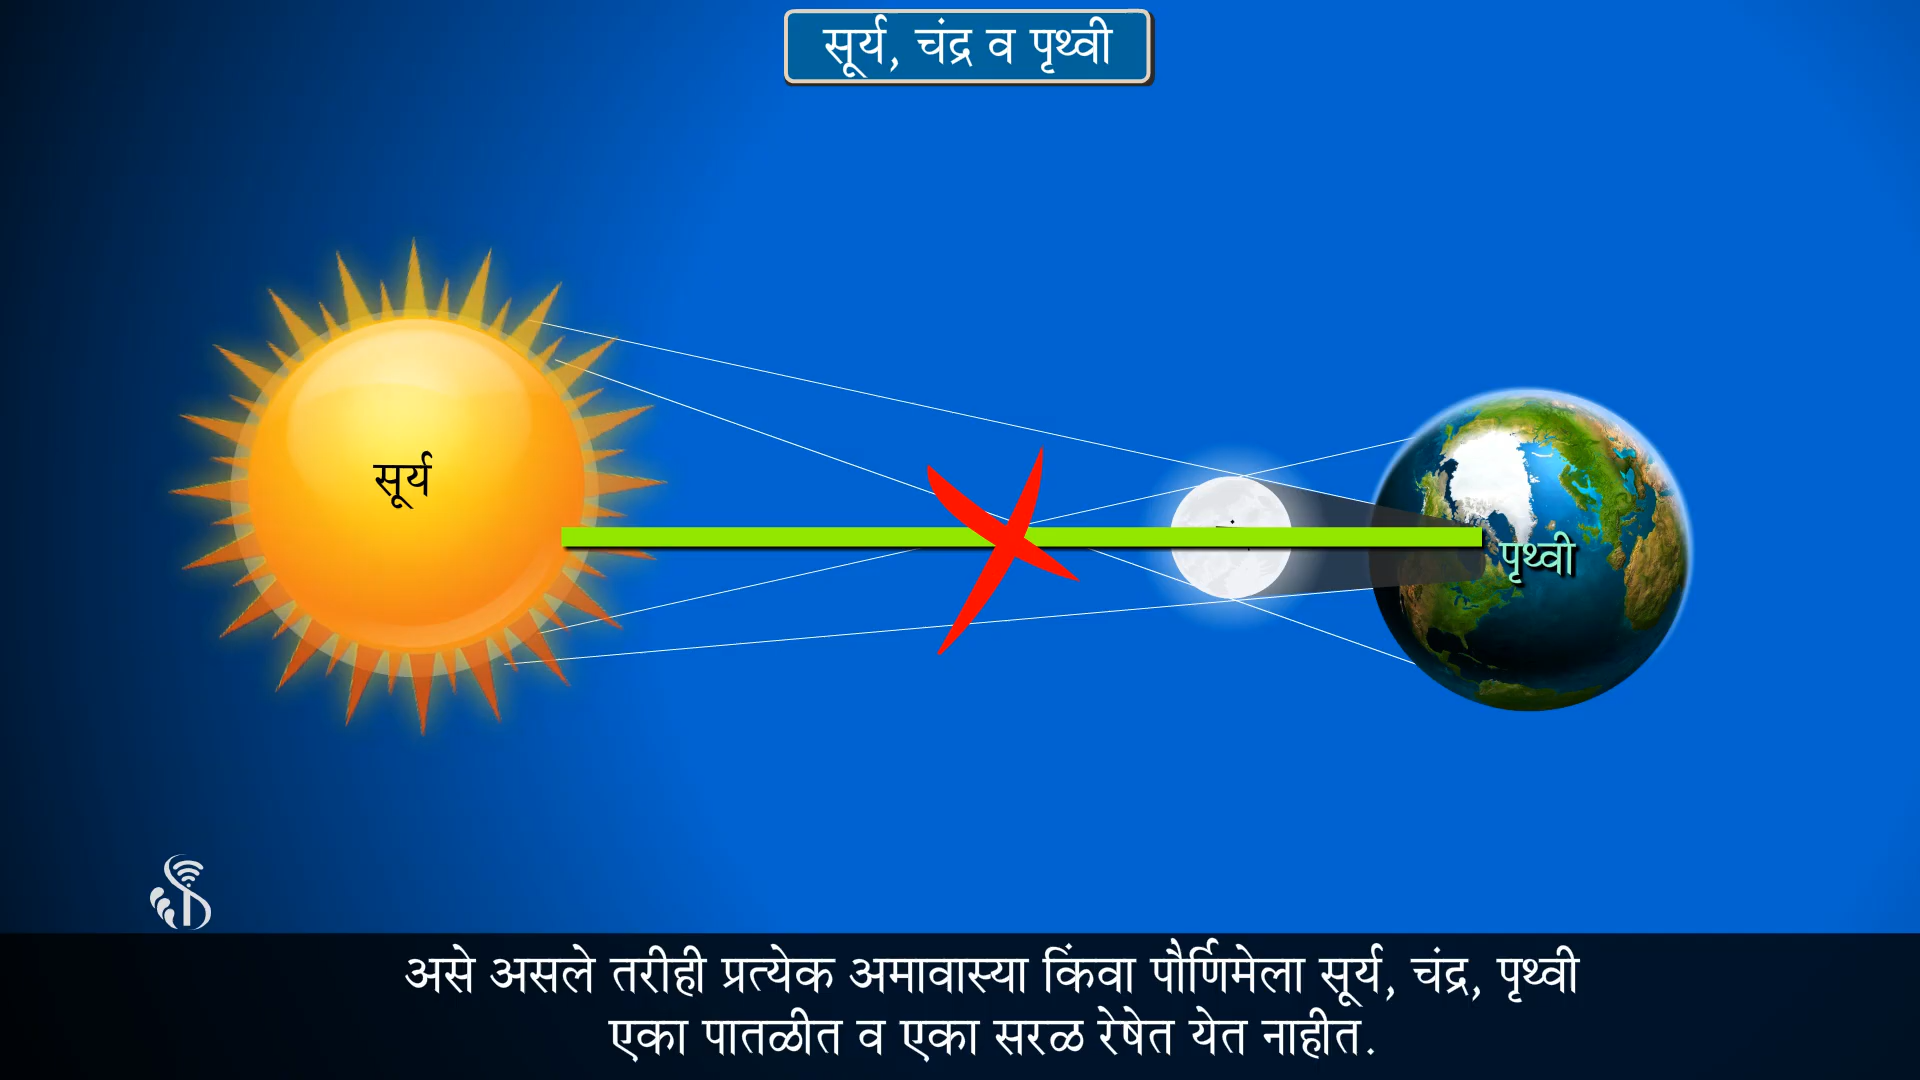 सूर्य, चंद्र व पृथ्वी
सूर्य
पृथ्वी
असे असले तरीही प्रत्येक अमावास्या किंवा पौर्णिमेला सूर्य, चंद्र, पृथ्वी
एका पातळीत व एका सरळ रेषेत येत नाहीत.